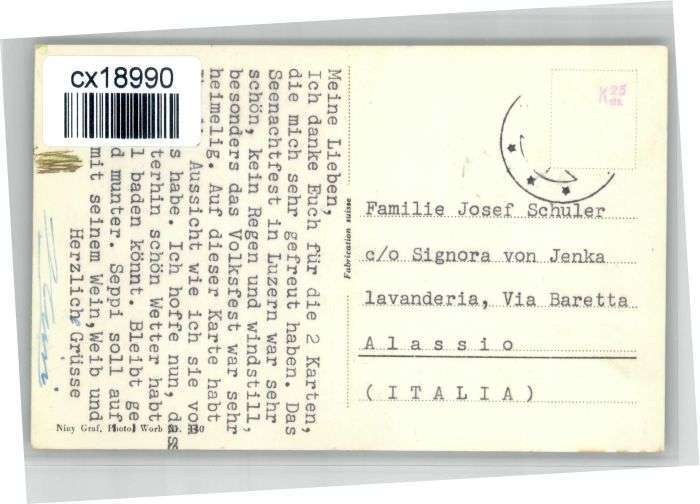 cx18990
Meine Lieben,
Ich danke Euch für die 2 Karten,
die mich sehr gefreut haben. Das
Seenachtfest in Luzern war sehr
schön, kein Regen und windstill,
besonders das Volksfest war sehr
heimelig. Auf dieser Karte habt
Aussicht wie ich sie vom
habe. Ich hoffe nun, dass
terhin schön Wetter habt
l baden könnt. Bleibt ge
d munter. Seppi soll auf
mit seinem Wein, Weib und
Herzliche Grüsse
Niny Graf, Photo, Worb
Fabrication suisse
K 25
Familie Josef Schuler
c/o Signora von Jenka
lavanderia, Via Baretta
Alassio
(ITALIA)